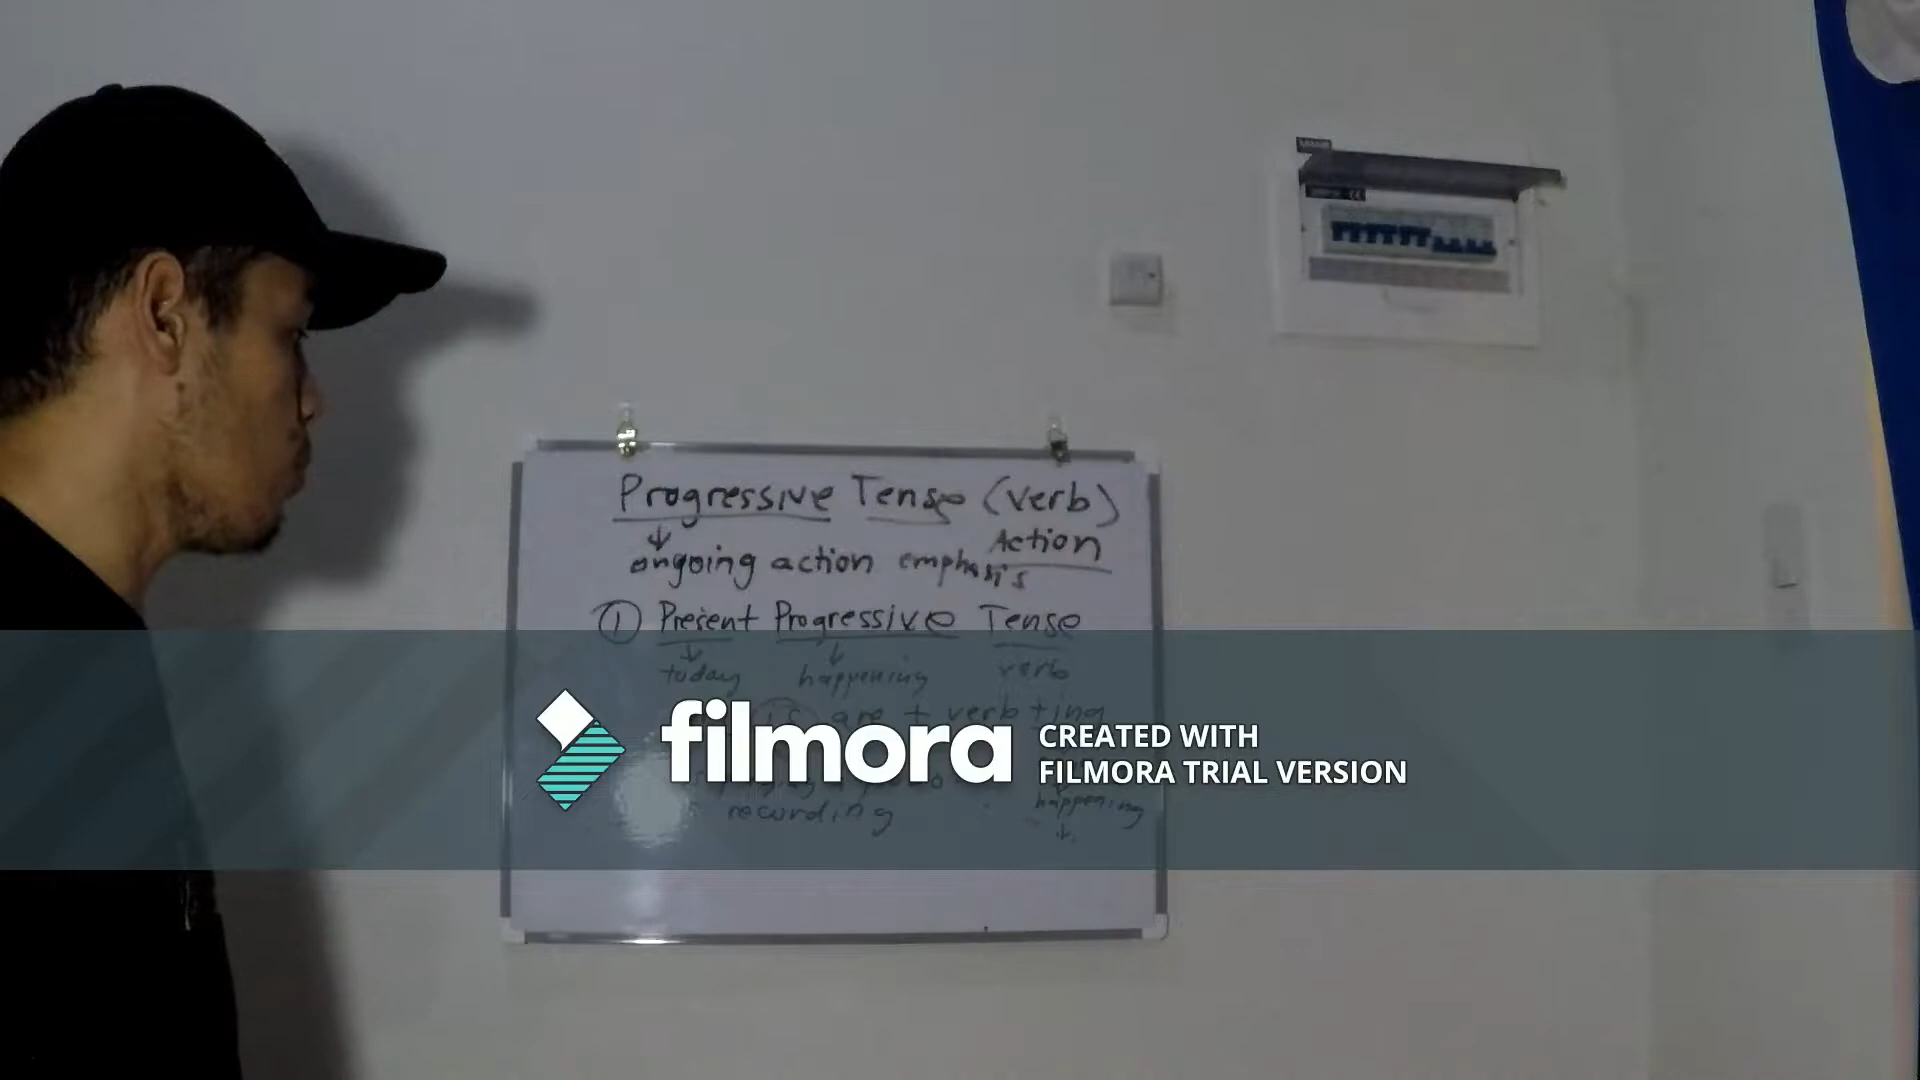 Progressive Tense (verb)
Action
ongoing action emphasis
① Present Progressive Tense
today happening verb
is are + verb + ing
filmora
CREATED WITH
FILMORA TRIAL VERSION
happening
recording